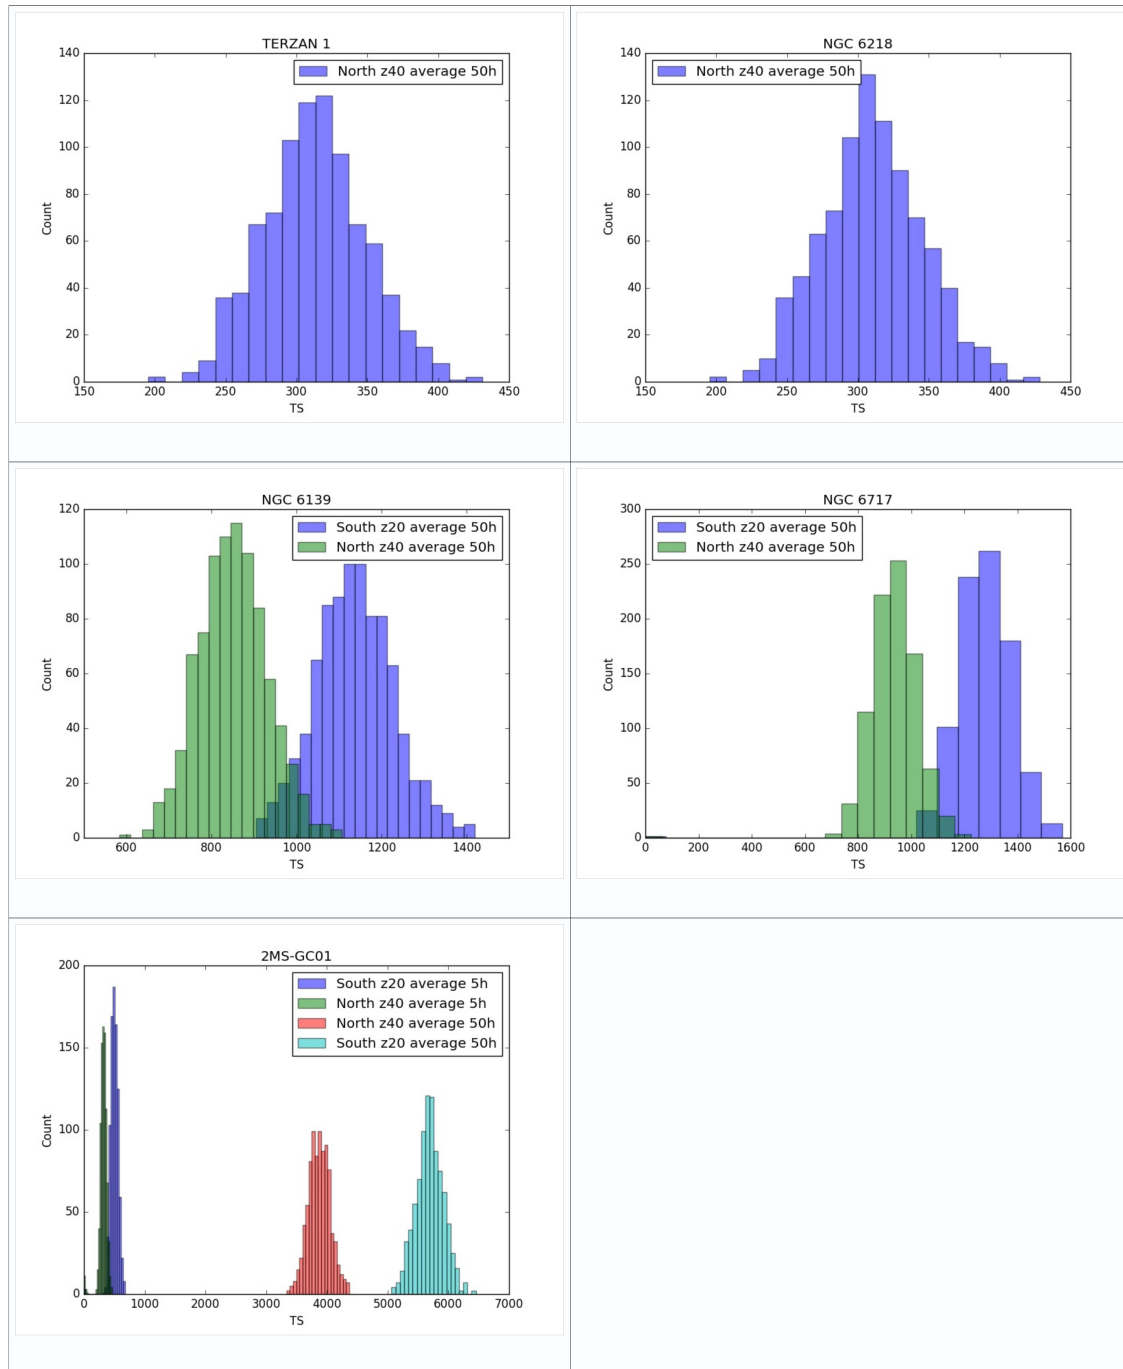 TERZAN 1
North z40 average 50h
140
120
100
80
60
40
20
0
Count
150 200 250 300 350 400 450
TS
NGC 6218
North z40 average 50h
140
120
100
80
60
40
20
0
Count
150 200 250 300 350 400 450
TS
NGC 6139
South z20 average 50h
North z40 average 50h
120
100
80
60
40
20
0
Count
600 800 1000 1200 1400
TS
NGC 6717
South z20 average 50h
North z40 average 50h
300
250
200
150
100
50
0
Count
0 200 400 600 800 1000 1200 1400 1600
TS
2MS-GC01
South z20 average 5h
North z40 average 5h
North z40 average 50h
South z20 average 50h
200
150
100
50
0
Count
0 1000 2000 3000 4000 5000 6000 7000
TS